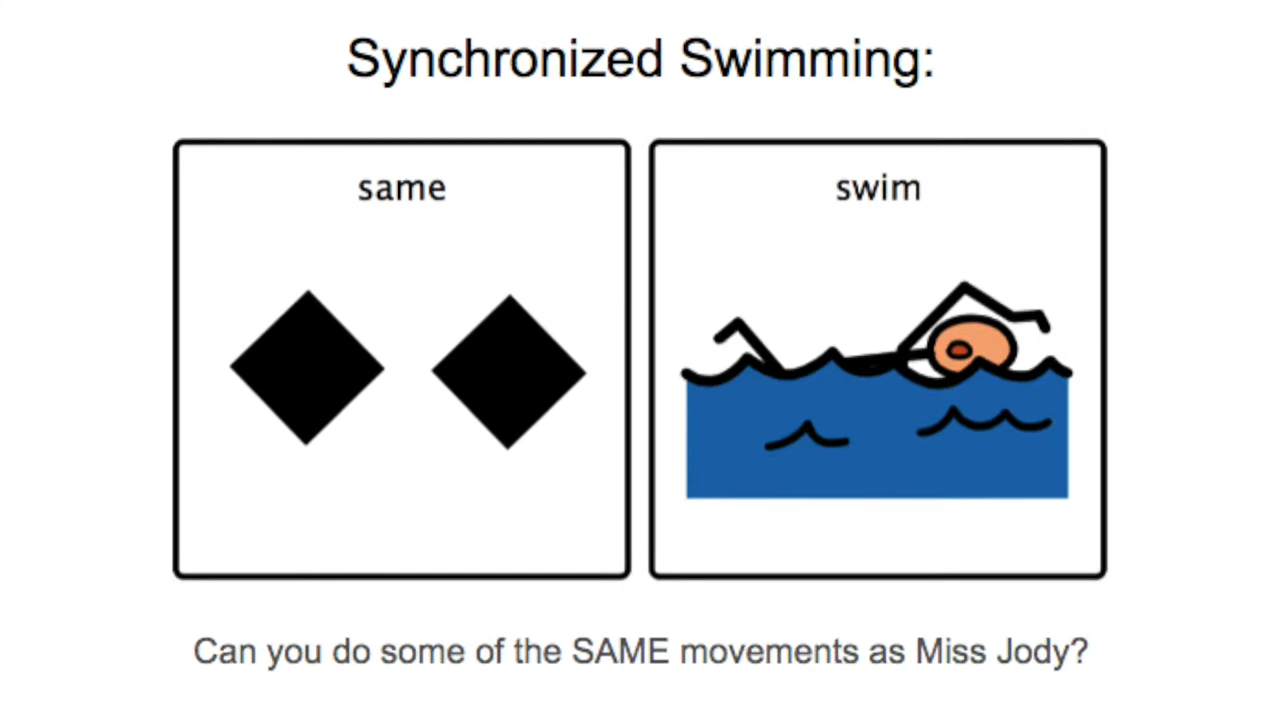 Synchronized Swimming:
same
swim
Can you do some of the SAME movements as Miss Jody?